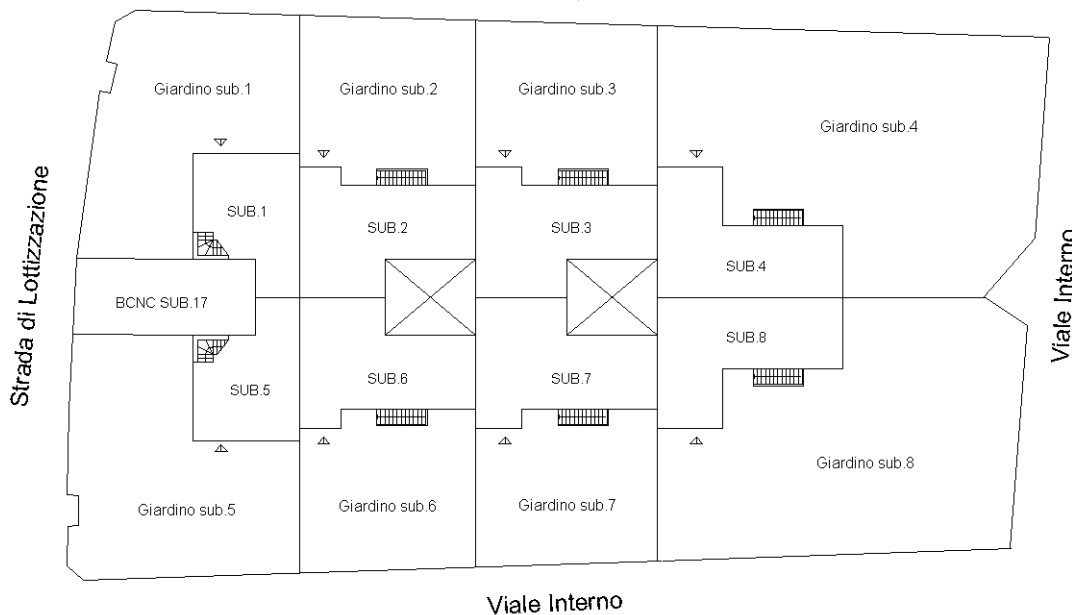 Giardino sub.1
Giardino sub.2
Giardino sub.3
Giardino sub.4
SUB.1
SUB.2
SUB.3
SUB.4
BCNC SUB.17
Strada di Lottizzazione
Viale Interno
SUB.5
SUB.6
SUB.7
SUB.8
Giardino sub.5
Giardino sub.6
Giardino sub.7
Giardino sub.8
Viale Interno